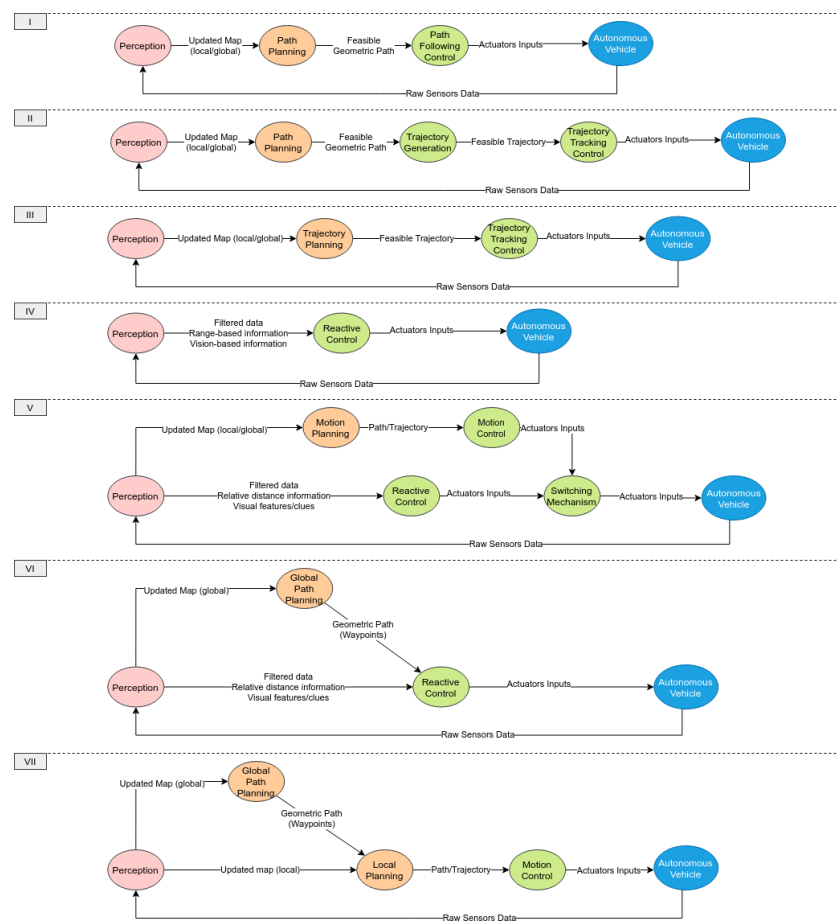 I
Perception
Updated Map
(local/global)
Path
Planning
Feasible
Geometric Path
Path
Following
Control
Actuators Inputs
Autonomous
Vehicle
Raw Sensors Data
II
Perception
Updated Map
(local/global)
Path
Planning
Feasible
Geometric Path
Trajectory
Generation
Feasible Trajectory
Trajectory
Tracking
Control
Actuators Inputs
Autonomous
Vehicle
Raw Sensors Data
III
Perception
Updated Map (local/global)
Trajectory
Planning
Feasible Trajectory
Trajectory
Tracking
Control
Actuators Inputs
Autonomous
Vehicle
Raw Sensors Data
IV
Perception
Filtered data
Range-based information
Vision-based information
Reactive
Control
Actuators Inputs
Autonomous
Vehicle
Raw Sensors Data
V
Updated Map (local/global)
Motion
Planning
Path/Trajectory
Motion
Control
Actuators Inputs
Perception
Filtered data
Relative distance information
Visual features/clues
Reactive
Control
Actuators Inputs
Switching
Mechanism
Actuators Inputs
Autonomous
Vehicle
Raw Sensors Data
VI
Updated Map (global)
Global
Path
Planning
Geometric Path
(Waypoints)
Perception
Filtered data
Relative distance information
Visual features/clues
Reactive
Control
Actuators Inputs
Autonomous
Vehicle
Raw Sensors Data
VII
Updated Map (global)
Global
Path
Planning
Geometric Path
(Waypoints)
Perception
Updated map (local)
Local
Planning
Path/Trajectory
Motion
Control
Actuators Inputs
Autonomous
Vehicle
Raw Sensors Data